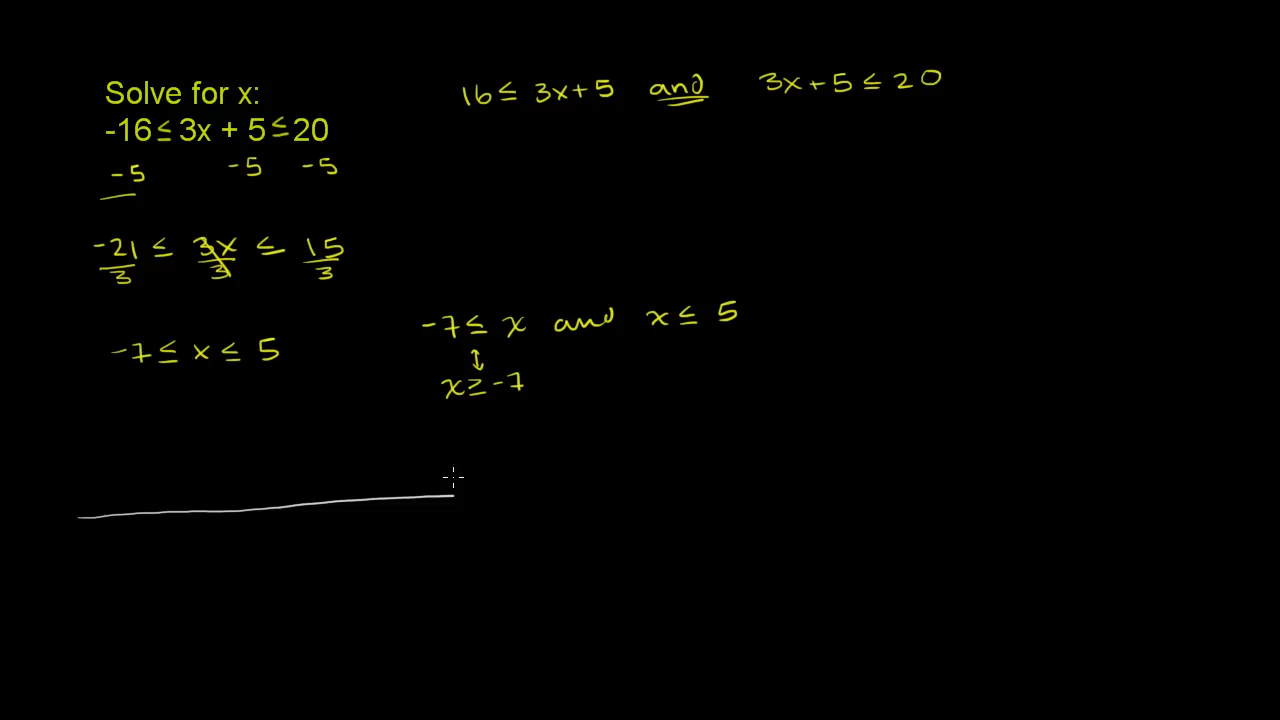 Solve for x:
-16 ≤ 3x + 5 ≤ 20
-5 -5 -5
-21 ≤ 3x ≤ 15
3 3 3
-7 ≤ x ≤ 5
16 ≤ 3x + 5 and 3x + 5 ≤ 20
-7 ≤ x and x ≤ 5
↕
x ≥ -7